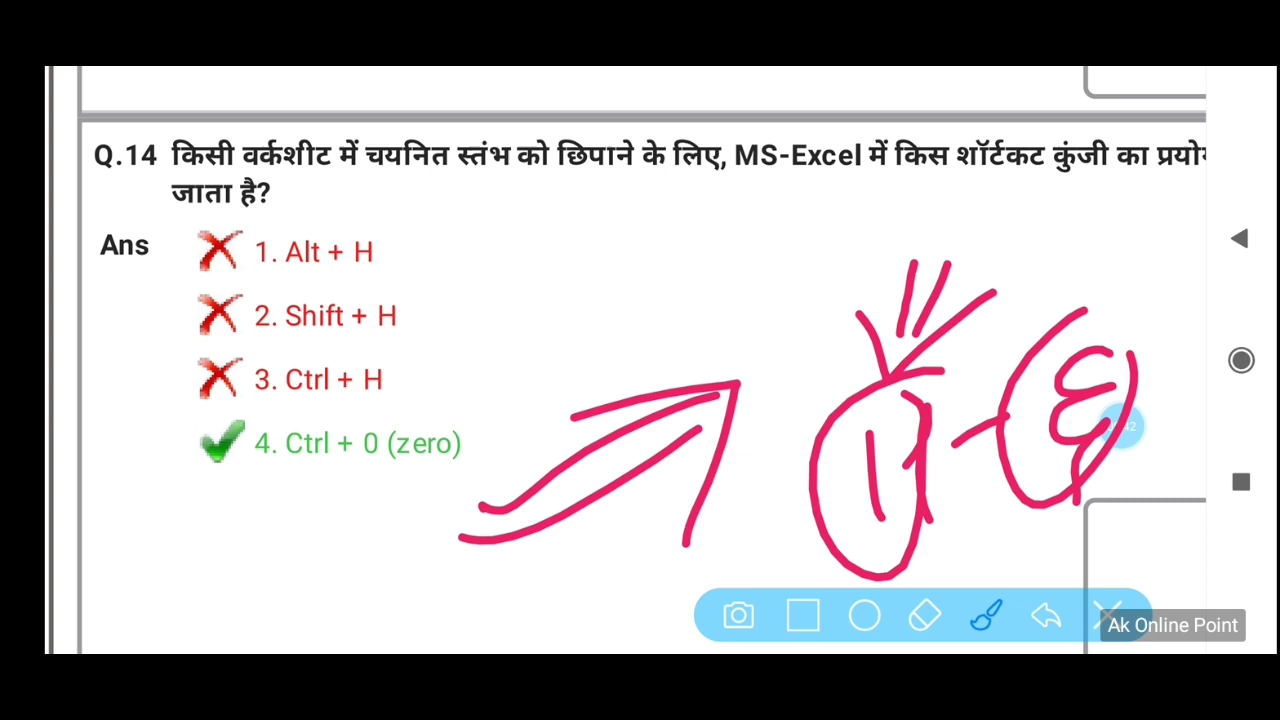 Q.14 किसी वर्कशीट में चयनित स्तंभ को छिपाने के लिए, MS-Excel में किस शॉर्टकट कुंजी का
जाता है?
Ans
1. Alt + H
2. Shift + H
3. Ctrl + H
4. Ctrl + 0 (zero)
Ak Online Point